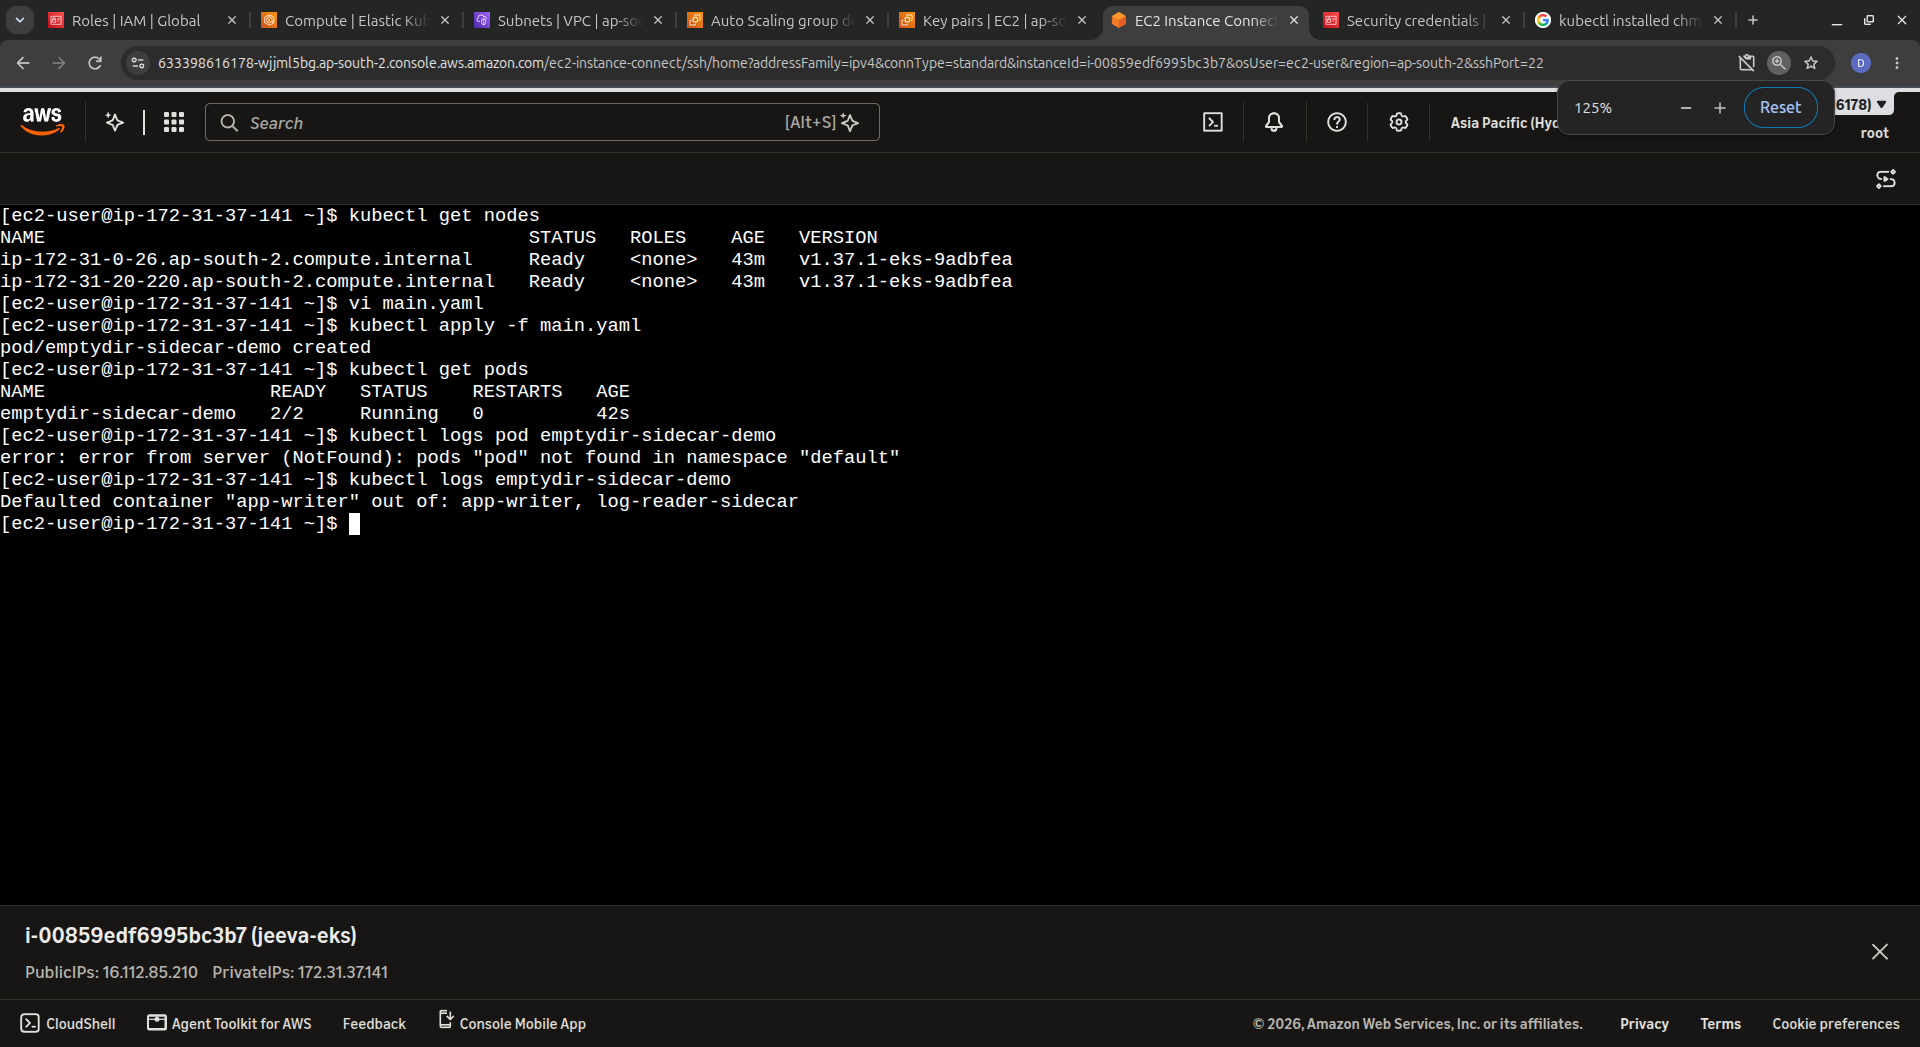 Roles | IAM | Global
Compute | Elastic Kub
Subnets | VPC | ap-sou
Auto Scaling group d
Key pairs | EC2 | ap-so
EC2 Instance Connect
Security credentials |
kubectl installed chm
633398616178-wjjml5bg.ap-south-2.console.aws.amazon.com/ec2-instance-connect/ssh/home?addressFamily=ipv4&connType=standard&instanceId=i-00859edf6995bc3b7&osUser=ec2-user&region=ap-south-2&sshPort=22
D
125%
Reset
aws
Search
[Alt+S]
Asia Pacific (Hyd
6178)
root
[ec2-user@ip-172-31-37-141 ~]$ kubectl get nodes
NAME STATUS ROLES AGE VERSION
ip-172-31-0-26.ap-south-2.compute.internal Ready <none> 43m v1.37.1-eks-9adbfea
ip-172-31-20-220.ap-south-2.compute.internal Ready <none> 43m v1.37.1-eks-9adbfea
[ec2-user@ip-172-31-37-141 ~]$ vi main.yaml
[ec2-user@ip-172-31-37-141 ~]$ kubectl apply -f main.yaml
pod/emptydir-sidecar-demo created
[ec2-user@ip-172-31-37-141 ~]$ kubectl get pods
NAME READY STATUS RESTARTS AGE
emptydir-sidecar-demo 2/2 Running 0 42s
[ec2-user@ip-172-31-37-141 ~]$ kubectl logs pod emptydir-sidecar-demo
error: error from server (NotFound): pods "pod" not found in namespace "default"
[ec2-user@ip-172-31-37-141 ~]$ kubectl logs emptydir-sidecar-demo
Defaulted container "app-writer" out of: app-writer, log-reader-sidecar
[ec2-user@ip-172-31-37-141 ~]$
i-00859edf6995bc3b7 (jeeva-eks)
PublicIPs: 16.112.85.210 PrivateIPs: 172.31.37.141
CloudShell
Agent Toolkit for AWS
Feedback
Console Mobile App
© 2026, Amazon Web Services, Inc. or its affiliates.
Privacy
Terms
Cookie preferences